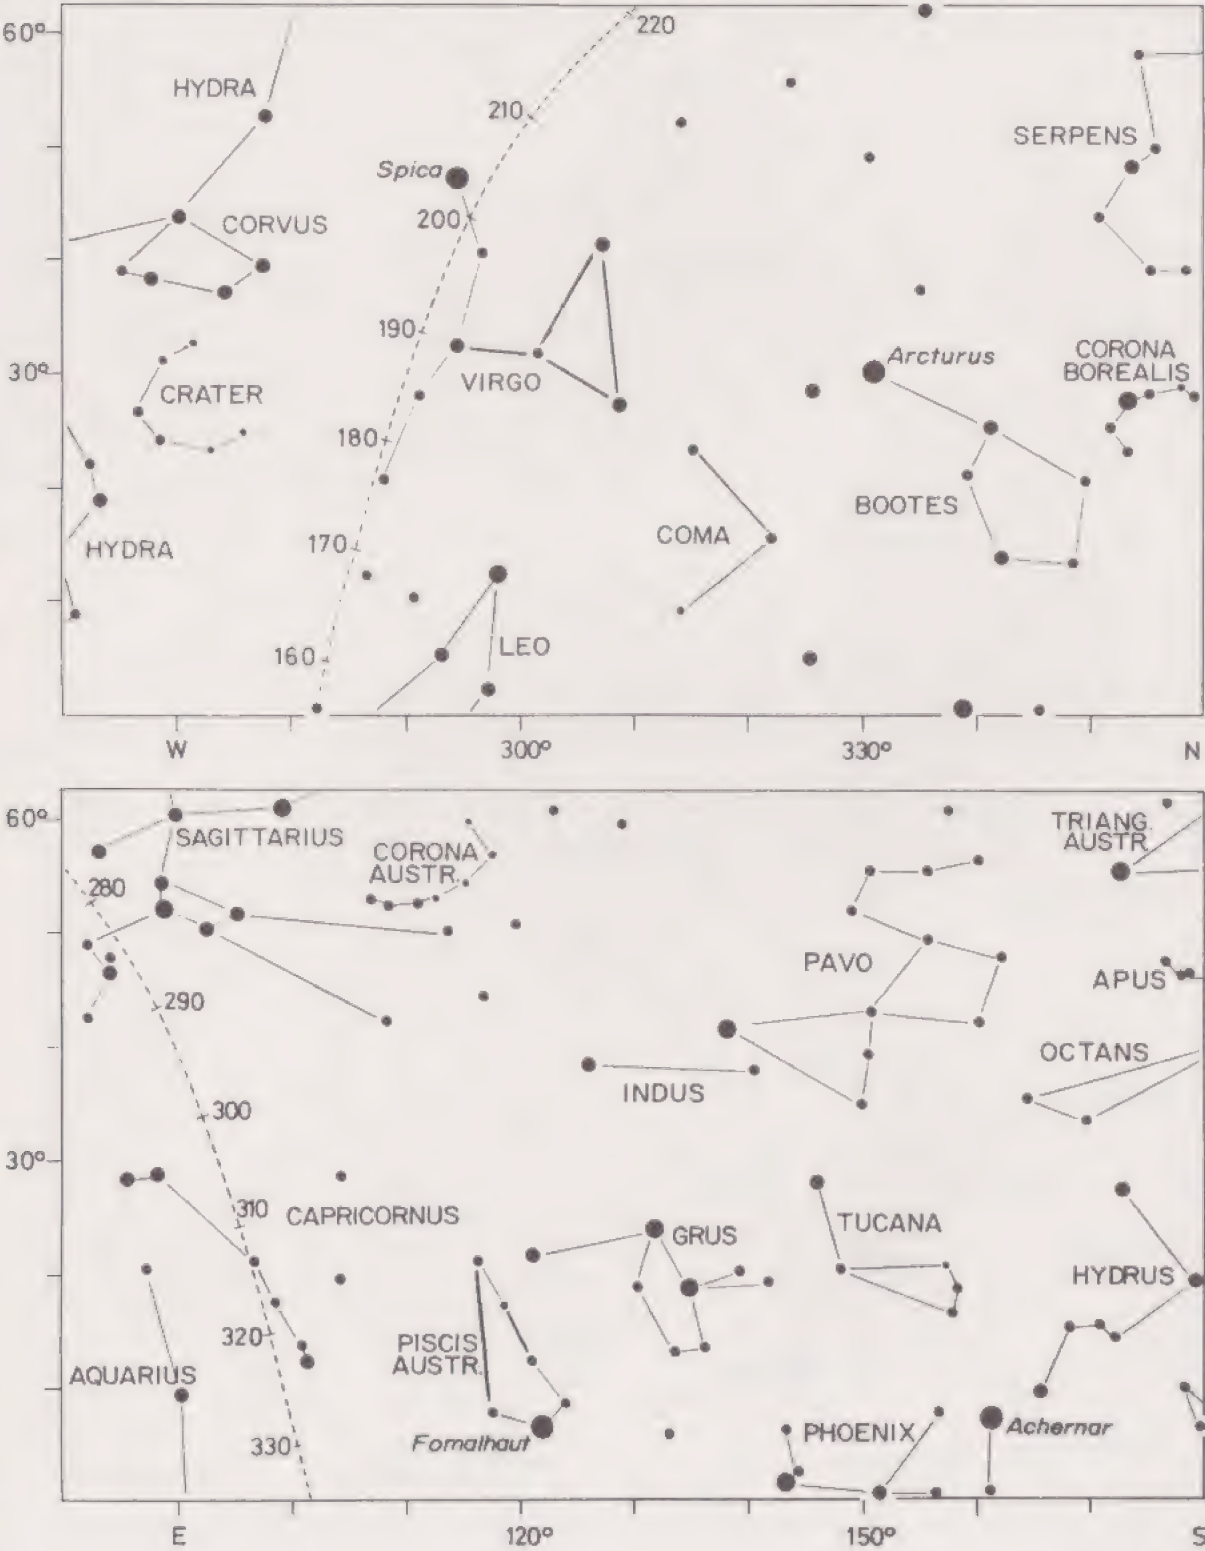 60°
220
HYDRA
210
SERPENS
Spica
200
CORVUS
190
Arcturus
CORONA
BOREALIS
30°
VIRGO
CRATER
180
BOOTES
COMA
HYDRA
170
LEO
160
W
300°
330°
N
60°
SAGITTARIUS
CORONA
AUSTR.
TRIANG.
AUSTR.
280
PAVO
APUS
290
OCTANS
INDUS
300
30°
310
CAPRICORNUS
GRUS
TUCANA
HYDRUS
320
PISCIS
AUSTR.
AQUARIUS
Fomalhaut
PHOENIX
Achernar
330
E
120°
150°
S